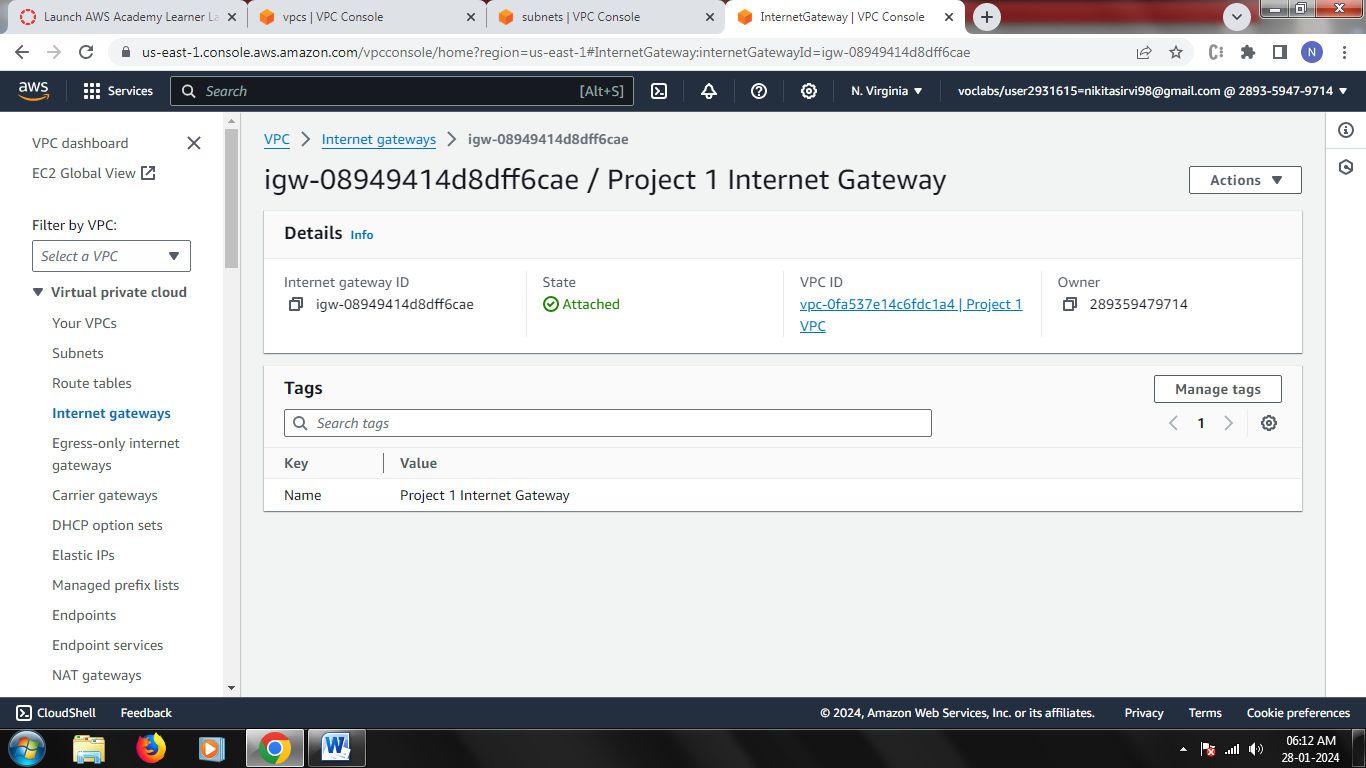 Launch AWS Academy Learner La
vpcs | VPC Console
subnets | VPC Console
InternetGateway | VPC Console
us-east-1.console.aws.amazon.com/vpcconsole/home?region=us-east-1#InternetGateway:internetGatewayId=igw-08949414d8dff6cae
N
aws
Services
Search
[Alt+S]
N. Virginia
voclabs/user2931615=nikitasirvi98@gmail.com @ 2893-5947-9714
VPC dashboard
EC2 Global View
Filter by VPC:
Select a VPC
Virtual private cloud
Your VPCs
Subnets
Route tables
Internet gateways
Egress-only internet
gateways
Carrier gateways
DHCP option sets
Elastic IPs
Managed prefix lists
Endpoints
Endpoint services
NAT gateways
VPC
Internet gateways
igw-08949414d8dff6cae
igw-08949414d8dff6cae / Project 1 Internet Gateway
Actions
Details Info
Internet gateway ID
igw-08949414d8dff6cae
State
Attached
VPC ID
vpc-0fa537e14c6fdc1a4 | Project 1
VPC
Owner
289359479714
Tags
Manage tags
Search tags
1
Key
Value
Name
Project 1 Internet Gateway
CloudShell
Feedback
© 2024, Amazon Web Services, Inc. or its affiliates.
Privacy
Terms
Cookie preferences
W
06:12 AM
28-01-2024